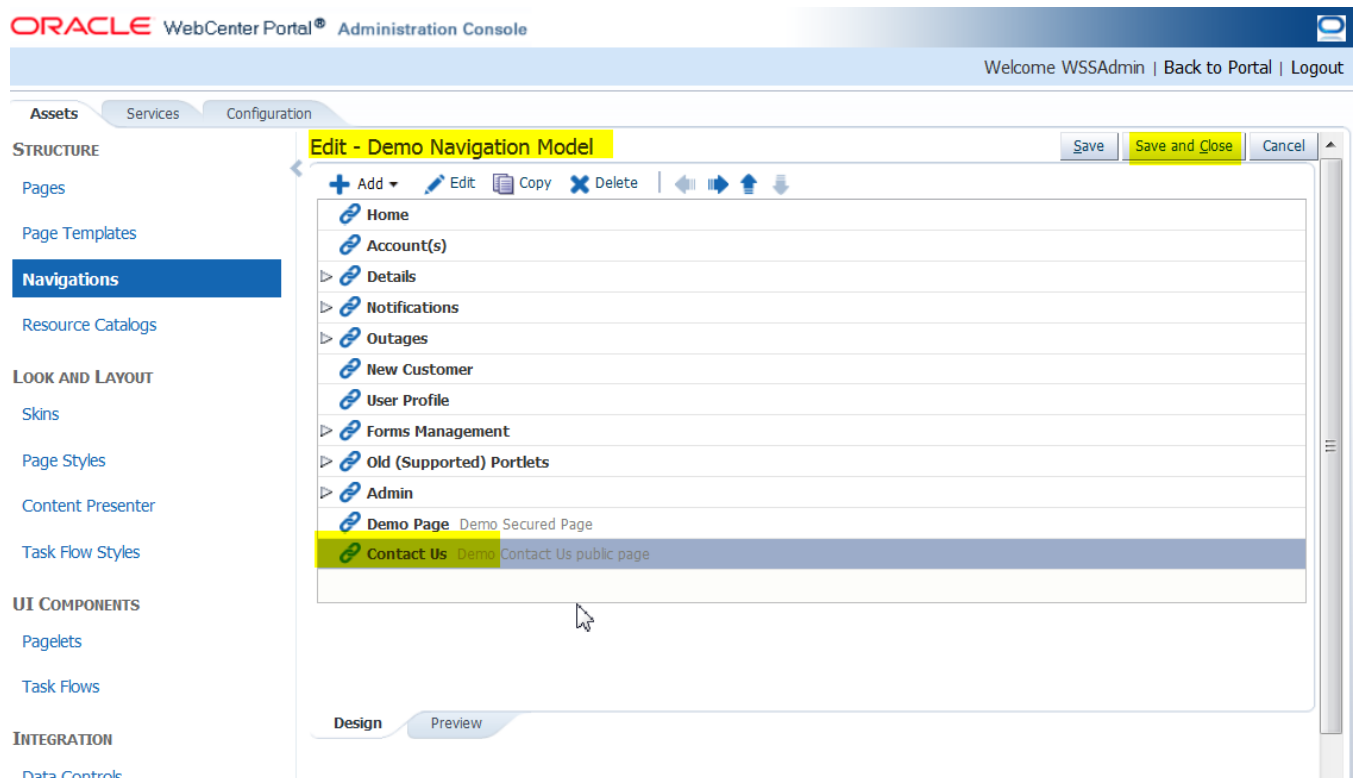 ORACLE WebCenter Portal® Administration Console
Welcome WSSAdmin | Back to Portal | Logout
Assets Services Configuration
STRUCTURE
Pages
Page Templates
Navigations
Resource Catalogs
LOOK AND LAYOUT
Skins
Page Styles
Content Presenter
Task Flow Styles
UI COMPONENTS
Pagelets
Task Flows
INTEGRATION
Data Controls
Edit - Demo Navigation Model
Save Save and Close Cancel
Add Edit Copy Delete
Home
Account(s)
Details
Notifications
Outages
New Customer
User Profile
Forms Management
Old (Supported) Portlets
Admin
Demo Page Demo Secured Page
Contact Us Demo Contact Us public page
Design Preview